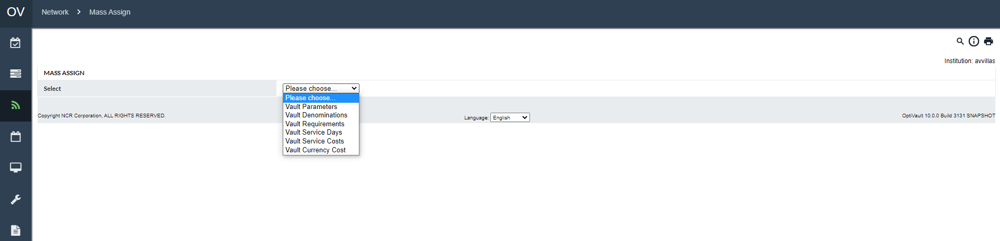 OV
Network > Mass Assign
Institution: avvillas
MASS ASSIGN
Select
Please choose...
Please choose...
Vault Parameters
Vault Denominations
Vault Requirements
Vault Service Days
Vault Service Costs
Vault Currency Cost
Copyright NCR Corporation, ALL RIGHTS RESERVED.
Language: English
OptiVault 10.0.0 Build 3131 SNAPSHOT